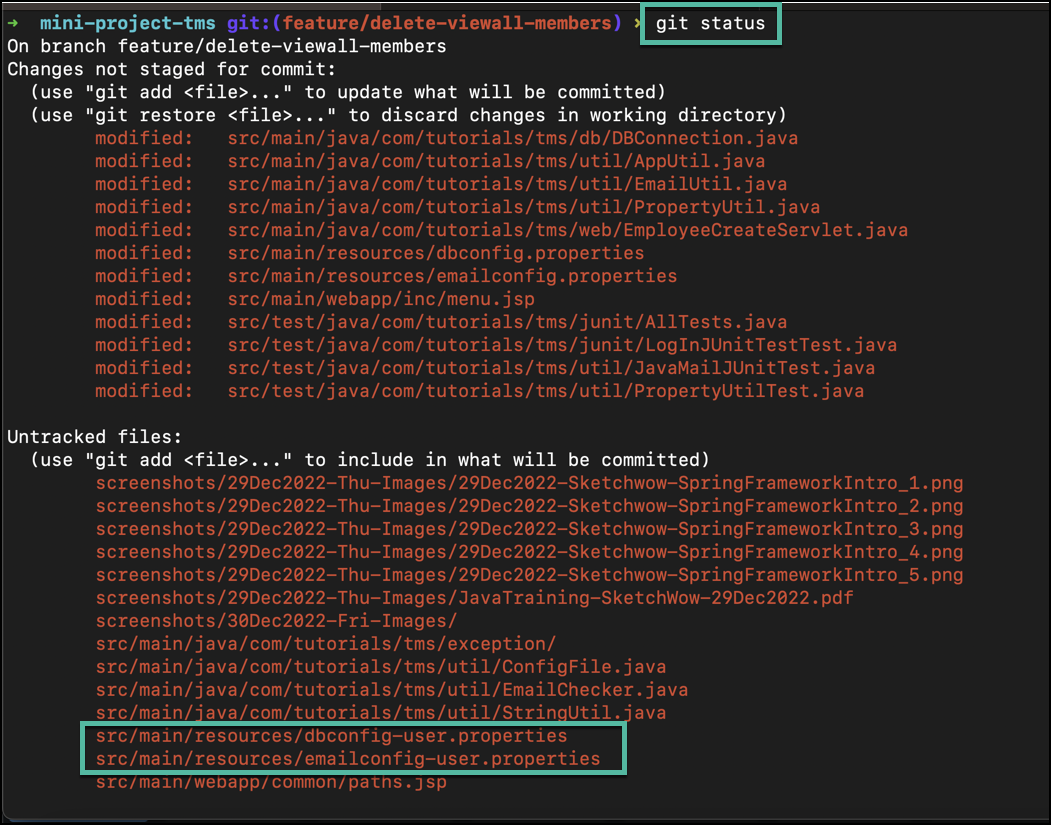 → mini-project-tms git:(feature/delete-viewall-members) ✗ git status
On branch feature/delete-viewall-members
Changes not staged for commit:
  (use "git add <file>..." to update what will be committed)
  (use "git restore <file>..." to discard changes in working directory)
        modified:   src/main/java/com/tutorials/tms/db/DBConnection.java
        modified:   src/main/java/com/tutorials/tms/util/AppUtil.java
        modified:   src/main/java/com/tutorials/tms/util/EmailUtil.java
        modified:   src/main/java/com/tutorials/tms/util/PropertyUtil.java
        modified:   src/main/java/com/tutorials/tms/web/EmployeeCreateServlet.java
        modified:   src/main/resources/dbconfig.properties
        modified:   src/main/resources/emailconfig.properties
        modified:   src/main/webapp/inc/menu.jsp
        modified:   src/test/java/com/tutorials/tms/junit/AllTests.java
        modified:   src/test/java/com/tutorials/tms/junit/LogInJUnitTestTest.java
        modified:   src/test/java/com/tutorials/tms/util/JavaMailJUnitTest.java
        modified:   src/test/java/com/tutorials/tms/util/PropertyUtilTest.java

Untracked files:
  (use "git add <file>..." to include in what will be committed)
        screenshots/29Dec2022-Thu-Images/29Dec2022-Sketchwow-SpringFrameworkIntro_1.png
        screenshots/29Dec2022-Thu-Images/29Dec2022-Sketchwow-SpringFrameworkIntro_2.png
        screenshots/29Dec2022-Thu-Images/29Dec2022-Sketchwow-SpringFrameworkIntro_3.png
        screenshots/29Dec2022-Thu-Images/29Dec2022-Sketchwow-SpringFrameworkIntro_4.png
        screenshots/29Dec2022-Thu-Images/29Dec2022-Sketchwow-SpringFrameworkIntro_5.png
        screenshots/29Dec2022-Thu-Images/JavaTraining-SketchWow-29Dec2022.pdf
        screenshots/30Dec2022-Fri-Images/
        src/main/java/com/tutorials/tms/exception/
        src/main/java/com/tutorials/tms/util/ConfigFile.java
        src/main/java/com/tutorials/tms/util/EmailChecker.java
        src/main/java/com/tutorials/tms/util/StringUtil.java
        src/main/resources/dbconfig-user.properties
        src/main/resources/emailconfig-user.properties
        src/main/webapp/common/paths.jsp